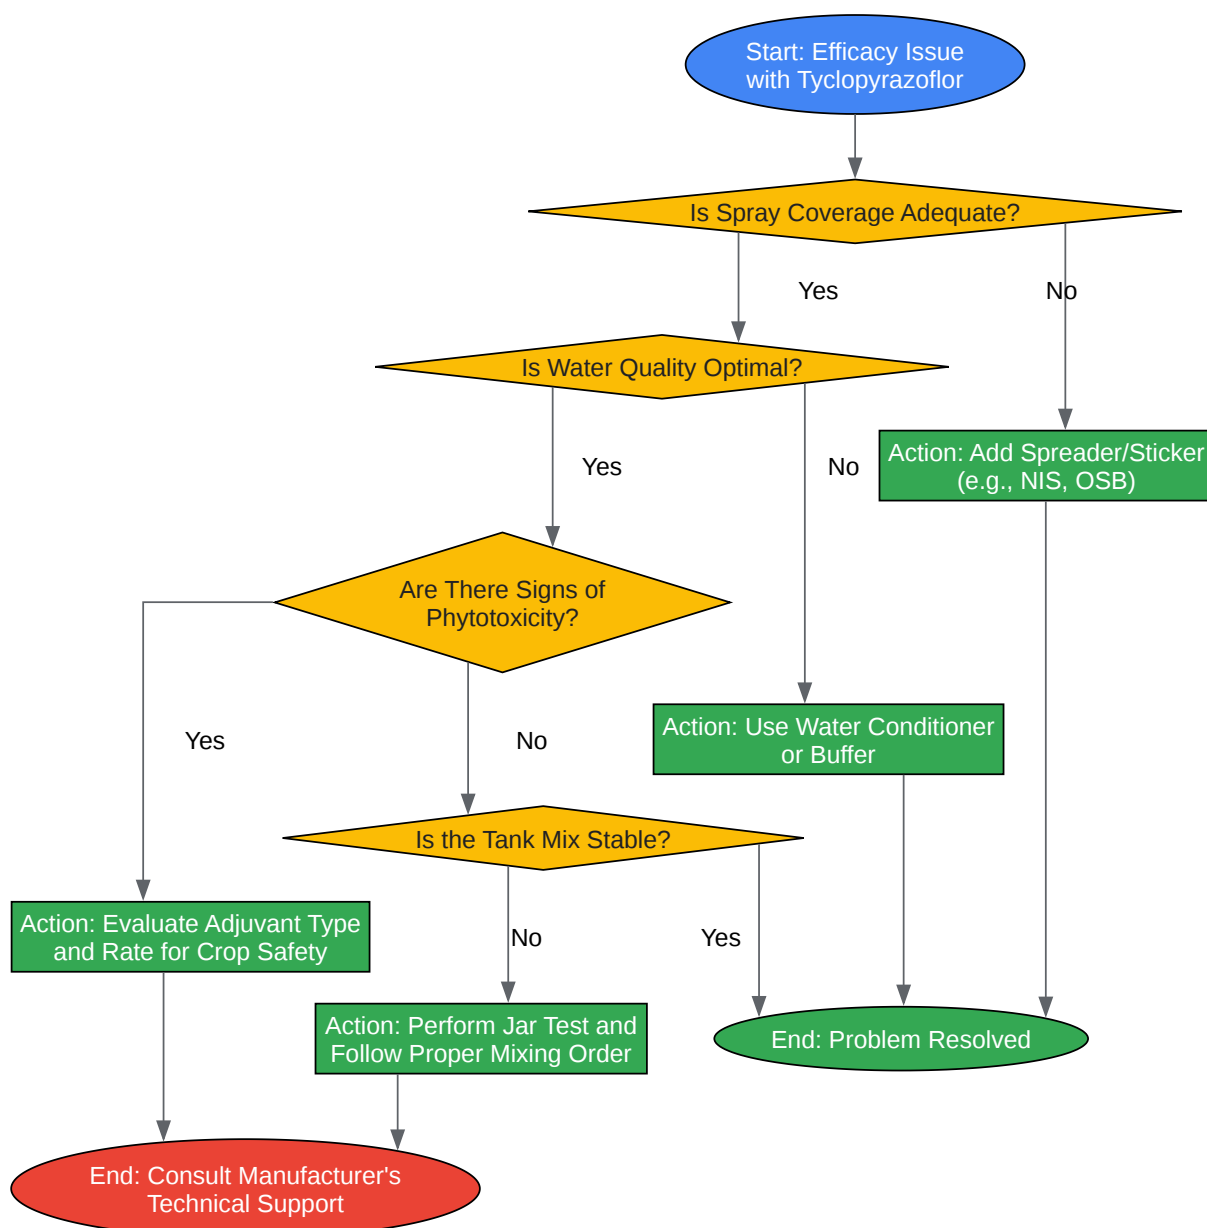 Start: Efficacy Issue
with Tyclopyrazoflor
Is Spray Coverage Adequate?
Yes
No
Is Water Quality Optimal?
Action: Add Spreader/Sticker
(e.g., NIS, OSB)
Yes
No
Are There Signs of
Phytotoxicity?
Action: Use Water Conditioner
or Buffer
Yes
No
Is the Tank Mix Stable?
Action: Evaluate Adjuvant Type
and Rate for Crop Safety
No
Yes
Action: Perform Jar Test and
Follow Proper Mixing Order
End: Problem Resolved
End: Consult Manufacturer's
Technical Support